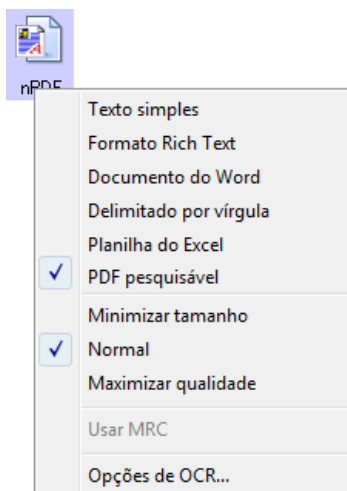 nPDF
Texto simples
Formato Rich Text
Documento do Word
Delimitado por vírgula
Planilha do Excel
PDF pesquisável
Minimizar tamanho
Normal
Maximizar qualidade
Usar MRC
Opções de OCR...